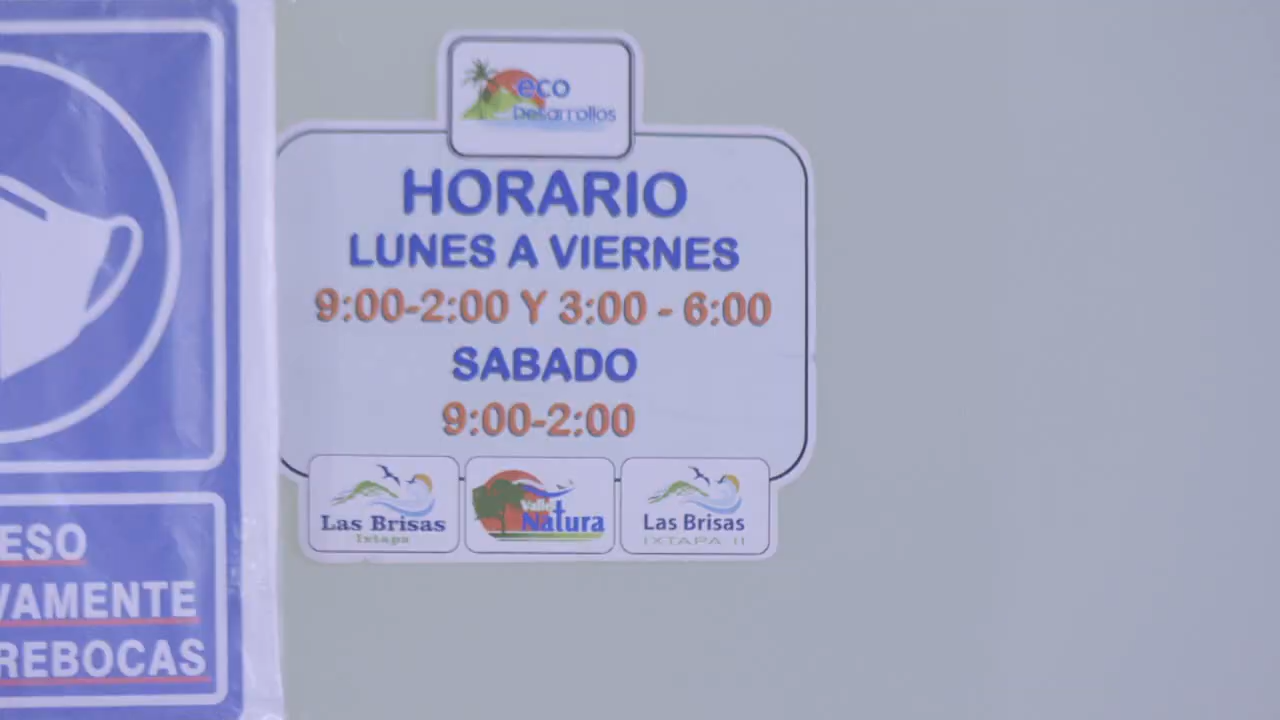 eco
Desarrollos
HORARIO
LUNES A VIERNES
9:00-2:00 Y 3:00 - 6:00
SABADO
9:00-2:00
Las Brisas
Ixtapa
Valle
Natura
Las Brisas
IXTAPA II
ESO
VAMENTE
REBOCAS